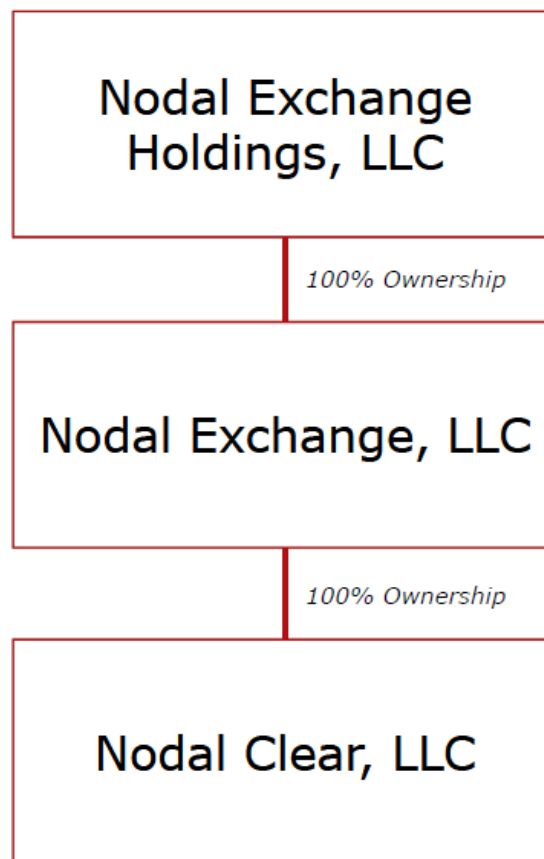 Nodal Exchange
Holdings, LLC
100% Ownership
Nodal Exchange, LLC
100% Ownership
Nodal Clear, LLC